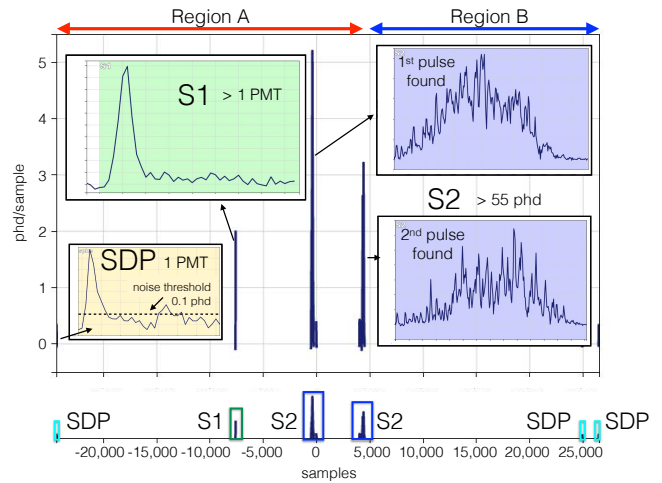 Region A
Region B
5
4
3
2
1
0
phd/sample
S1 > 1 PMT
1st pulse
found
S2 > 55 phd
SDP 1 PMT
noise threshold
0.1 phd
2nd pulse
found
SDP
S1
S2
S2
SDP
SDP
-20,000
-15,000
-10,000
-5,000
0
5,000
10,000
15,000
20,000
25,000
samples